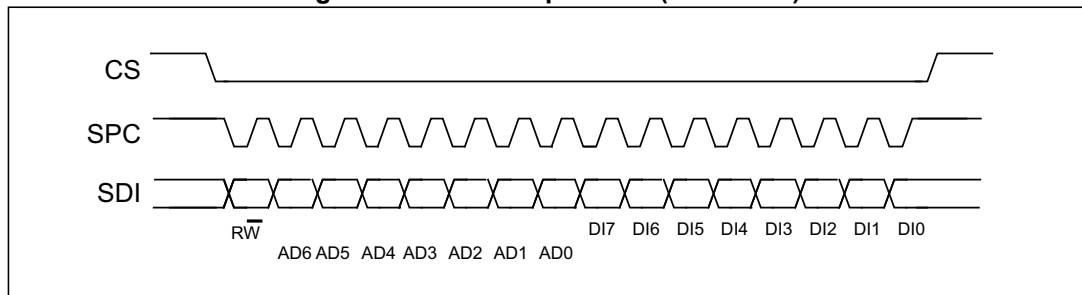 CS
SPC
SDI
RW
DI7 DI6 DI5 DI4 DI3 DI2 DI1 DI0
AD6 AD5 AD4 AD3 AD2 AD1 AD0